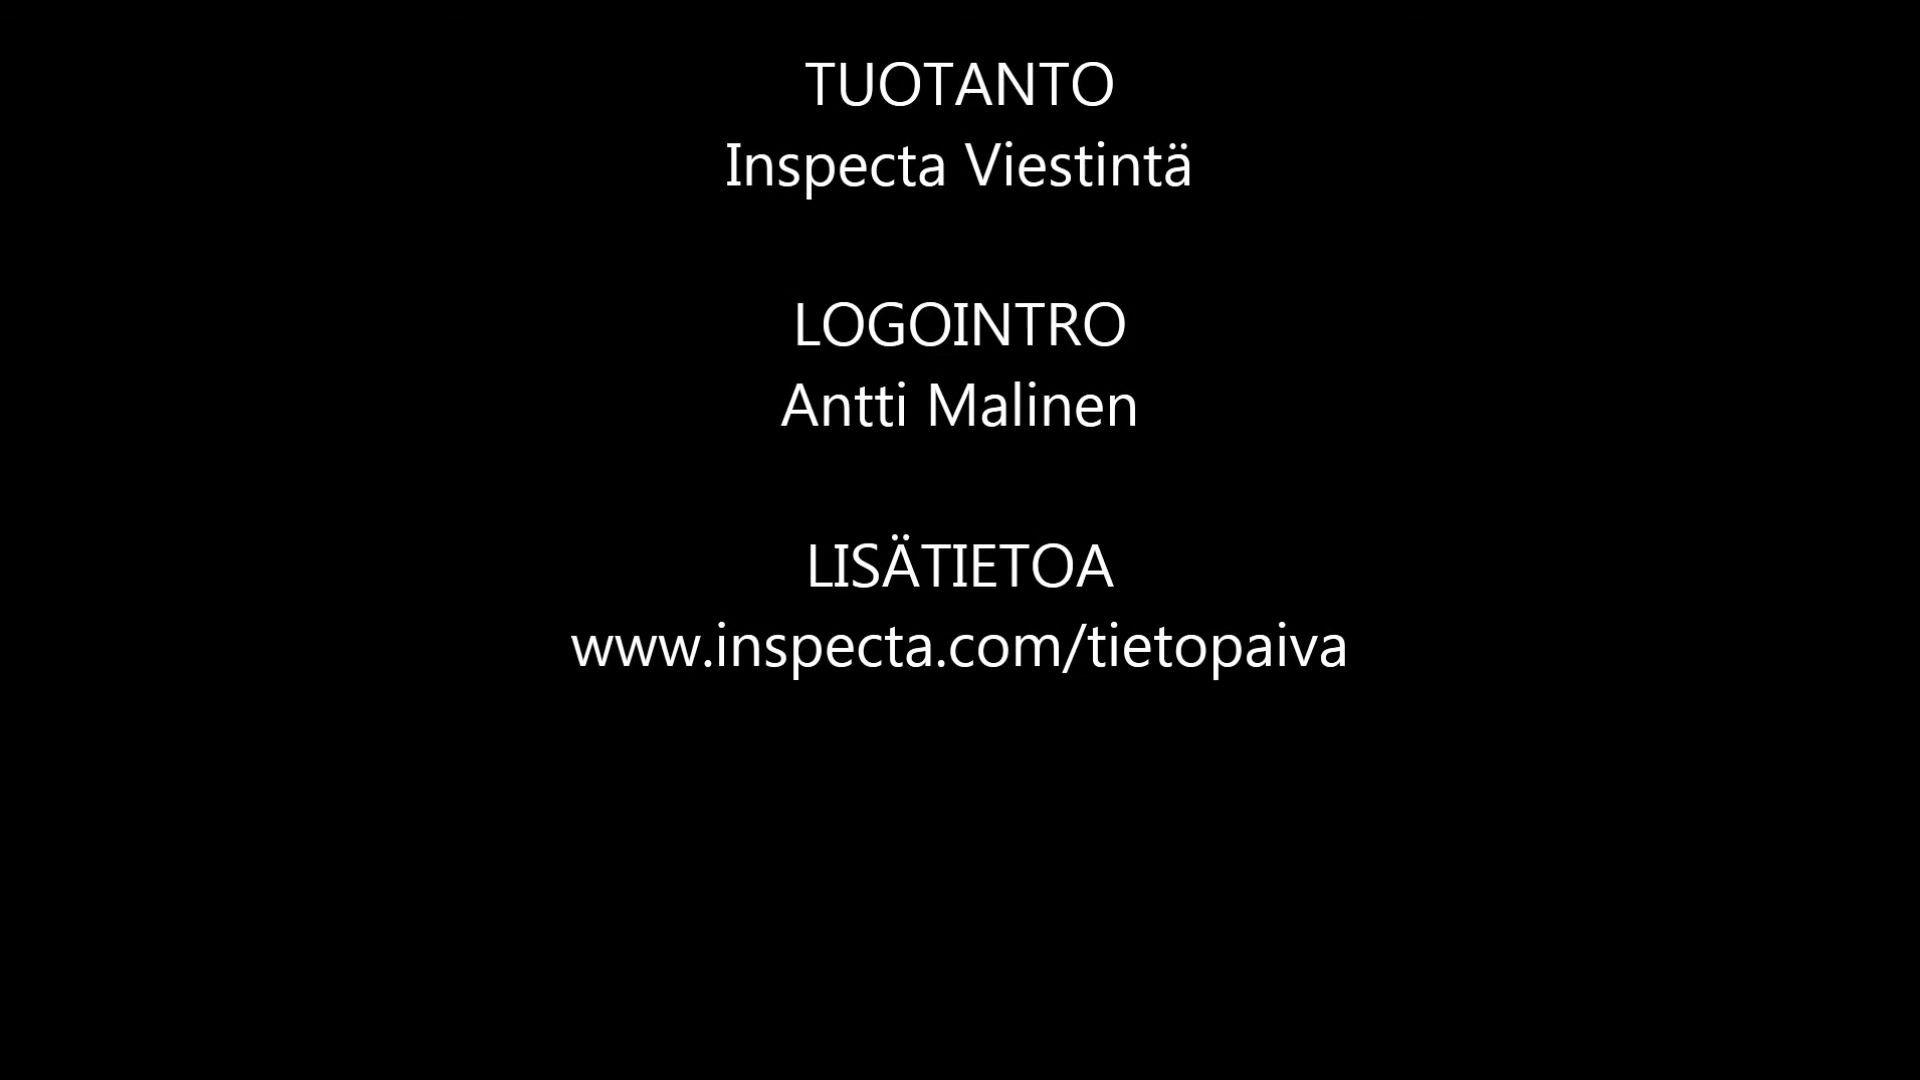 TUOTANTO
Inspecta Viestintä
LOGOINTRO
Antti Malinen
LISÄTIETOA
www.inspecta.com/tietopaiva